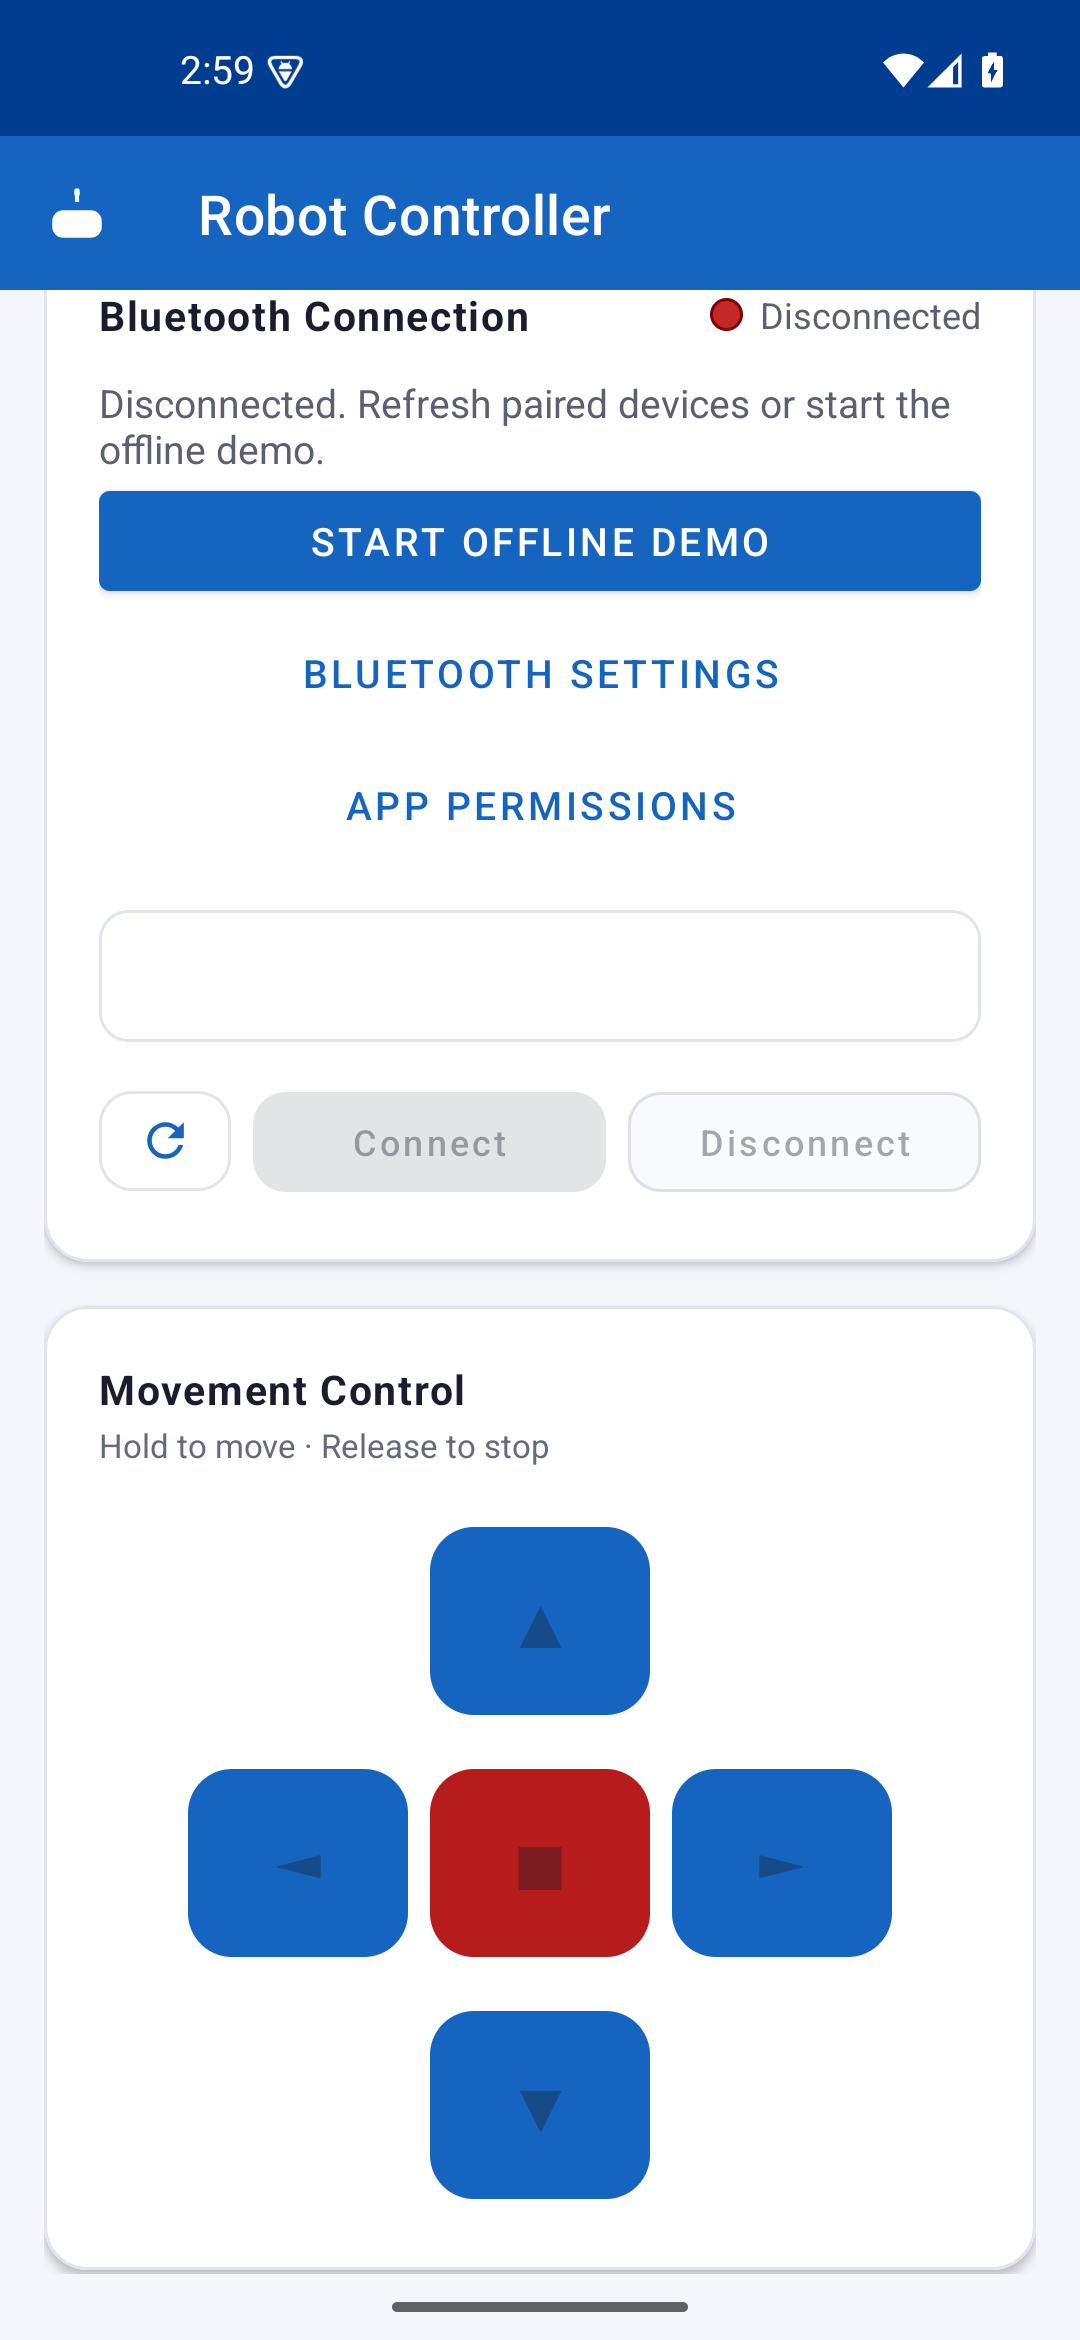 2:59
Robot Controller
Bluetooth Connection
Disconnected
Disconnected. Refresh paired devices or start the
offline demo.
START OFFLINE DEMO
BLUETOOTH SETTINGS
APP PERMISSIONS
Connect
Disconnect
Movement Control
Hold to move · Release to stop